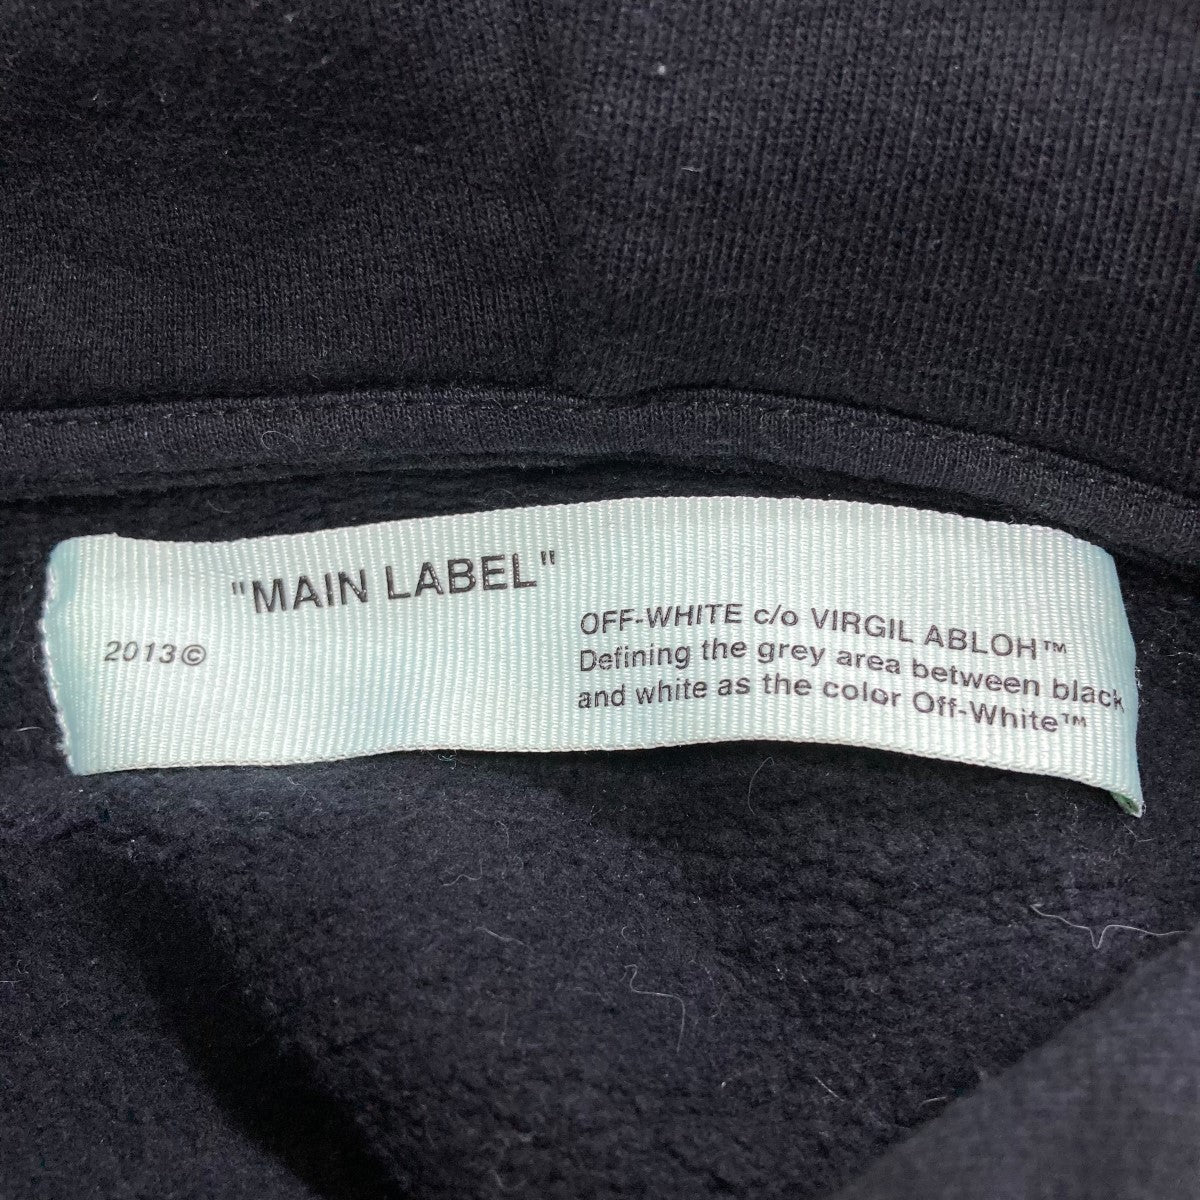 "MAIN LABEL"
2013©
OFF-WHITE c/o VIRGIL ABLOH™
Defining the grey area between black
and white as the color Off-White™